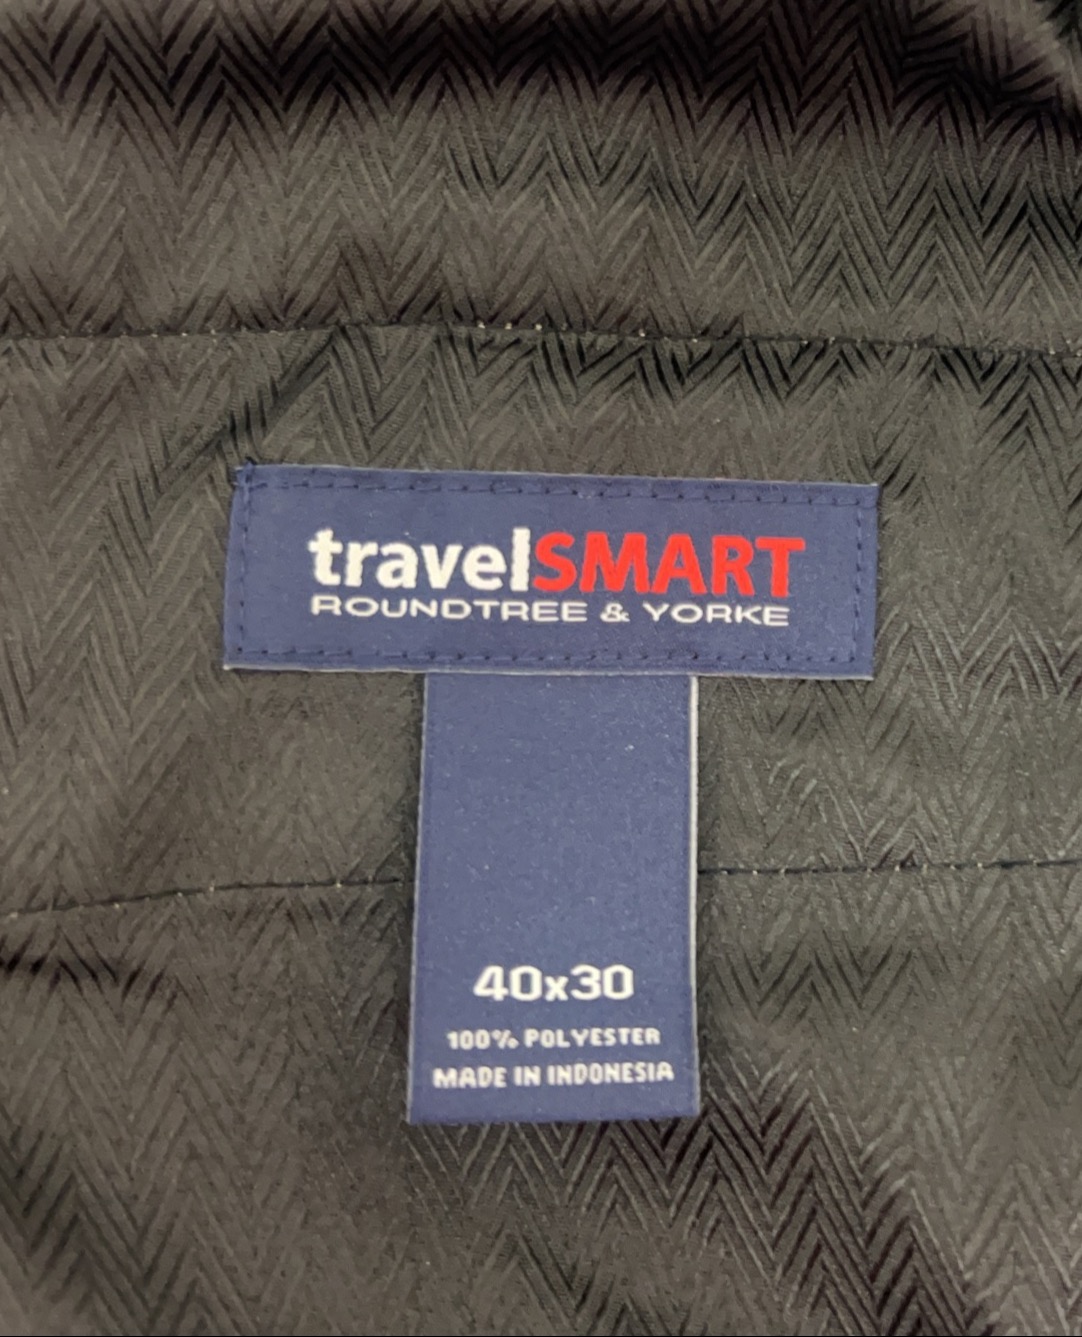 travelSMART
ROUNDTREE & YORKE
40x30
100% POLYESTER
MADE IN INDONESIA